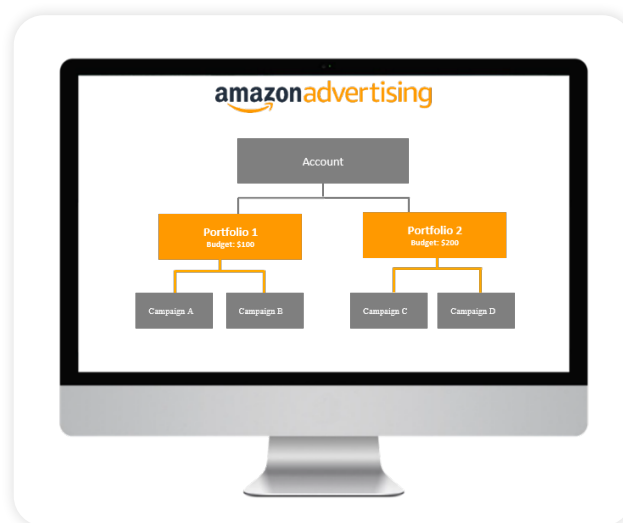 amazonadvertising
Account
Portfolio 1
Budget: $100
Portfolio 2
Budget: $200
Campaign A
Campaign B
Campaign C
Campaign D